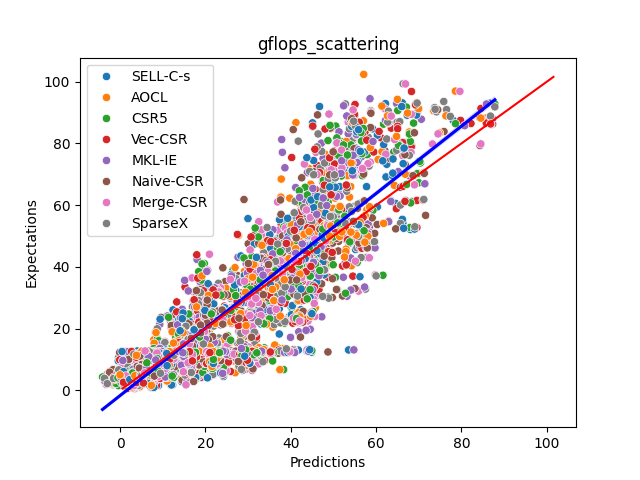 gflops_scattering
SELL-C-s
AOCL
CSR5
Vec-CSR
MKL-IE
Naive-CSR
Merge-CSR
SparseX
Expectations
100
80
60
40
20
0
0 20 40 60 80 100
Predictions